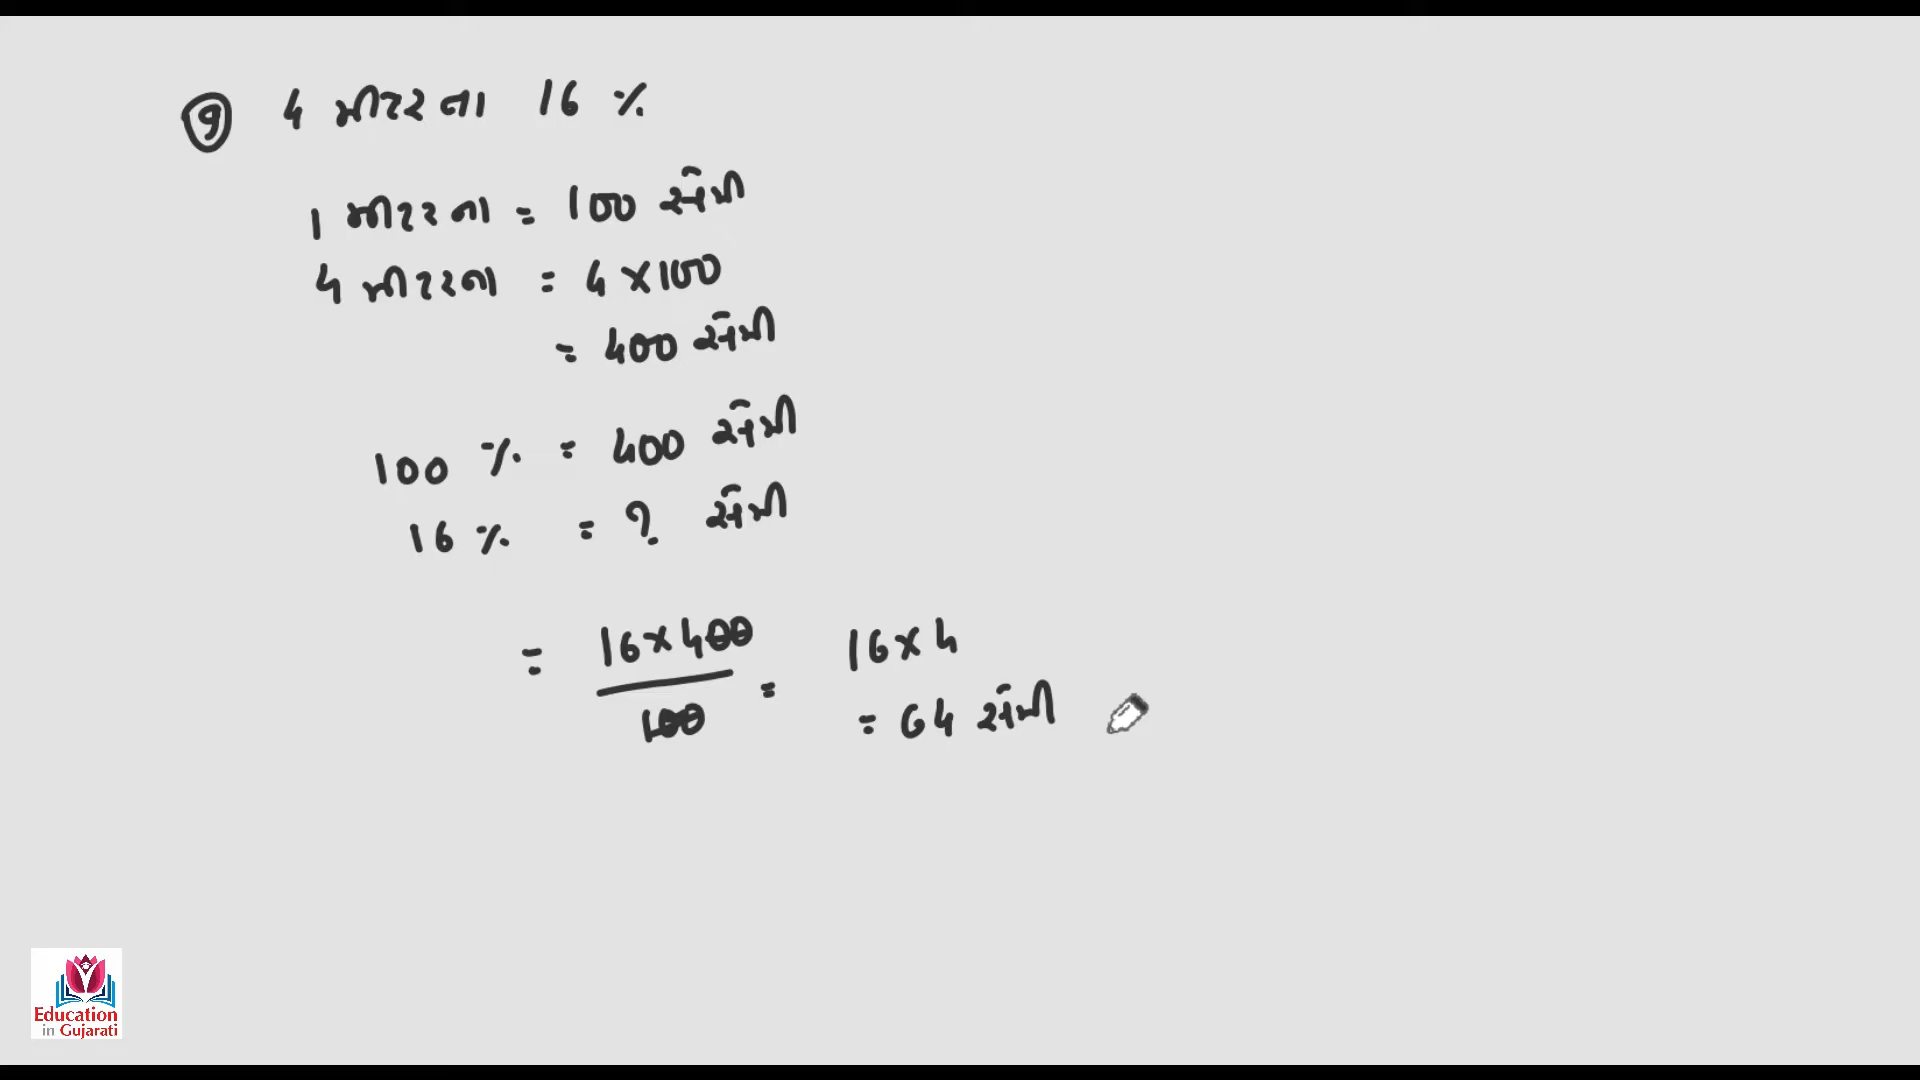 9 4 મીટરના 16 %
1 મીટરના = 100 સેમી
4 મીટરના = 4 × 100
= 400 સેમી
100 % = 400 સેમી
16 % = ? સેમી
= 16 × 400 / 100 = 16 × 4
= 64 સેમી
Education
in Gujarati